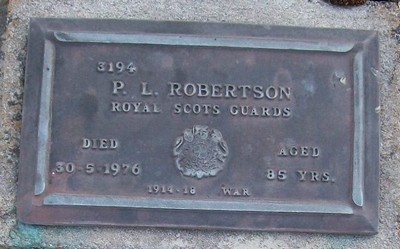 3194
P. L. ROBERTSON
ROYAL SCOTS GUARDS
DIED AGED
30-5-1976 85 YRS.
1914-18 WAR